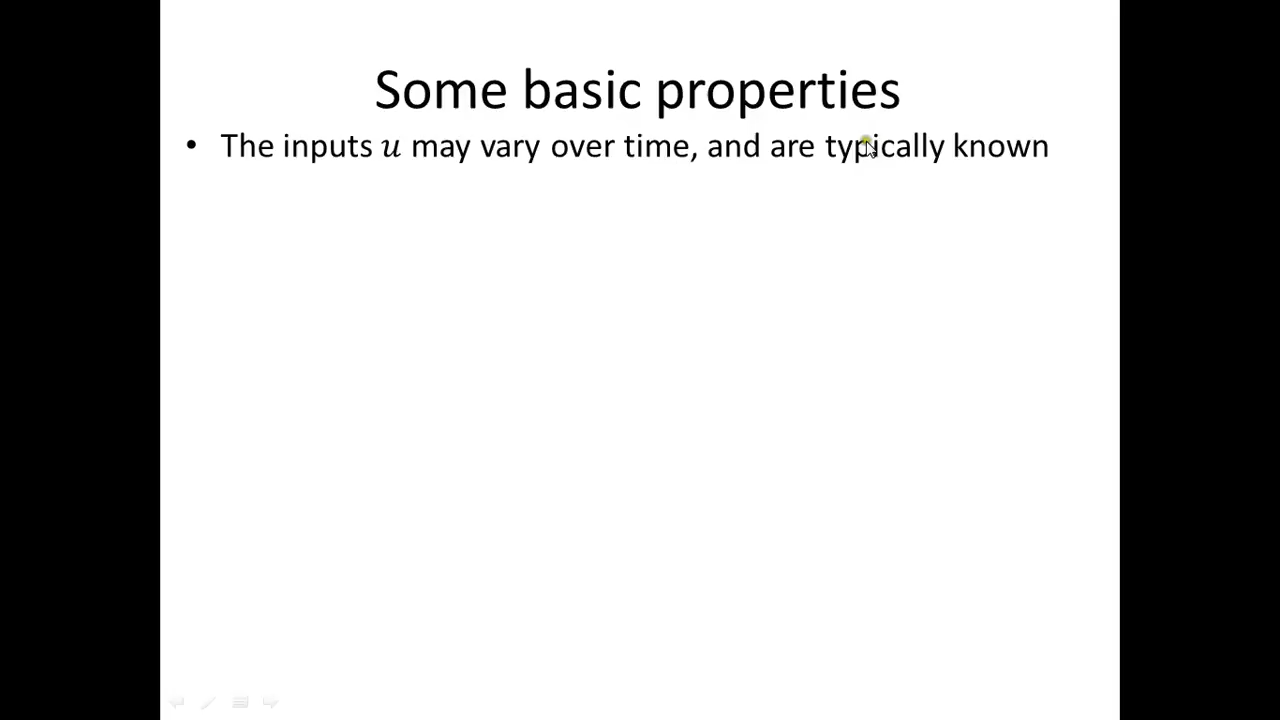 Some basic properties
• The inputs u may vary over time, and are typically known